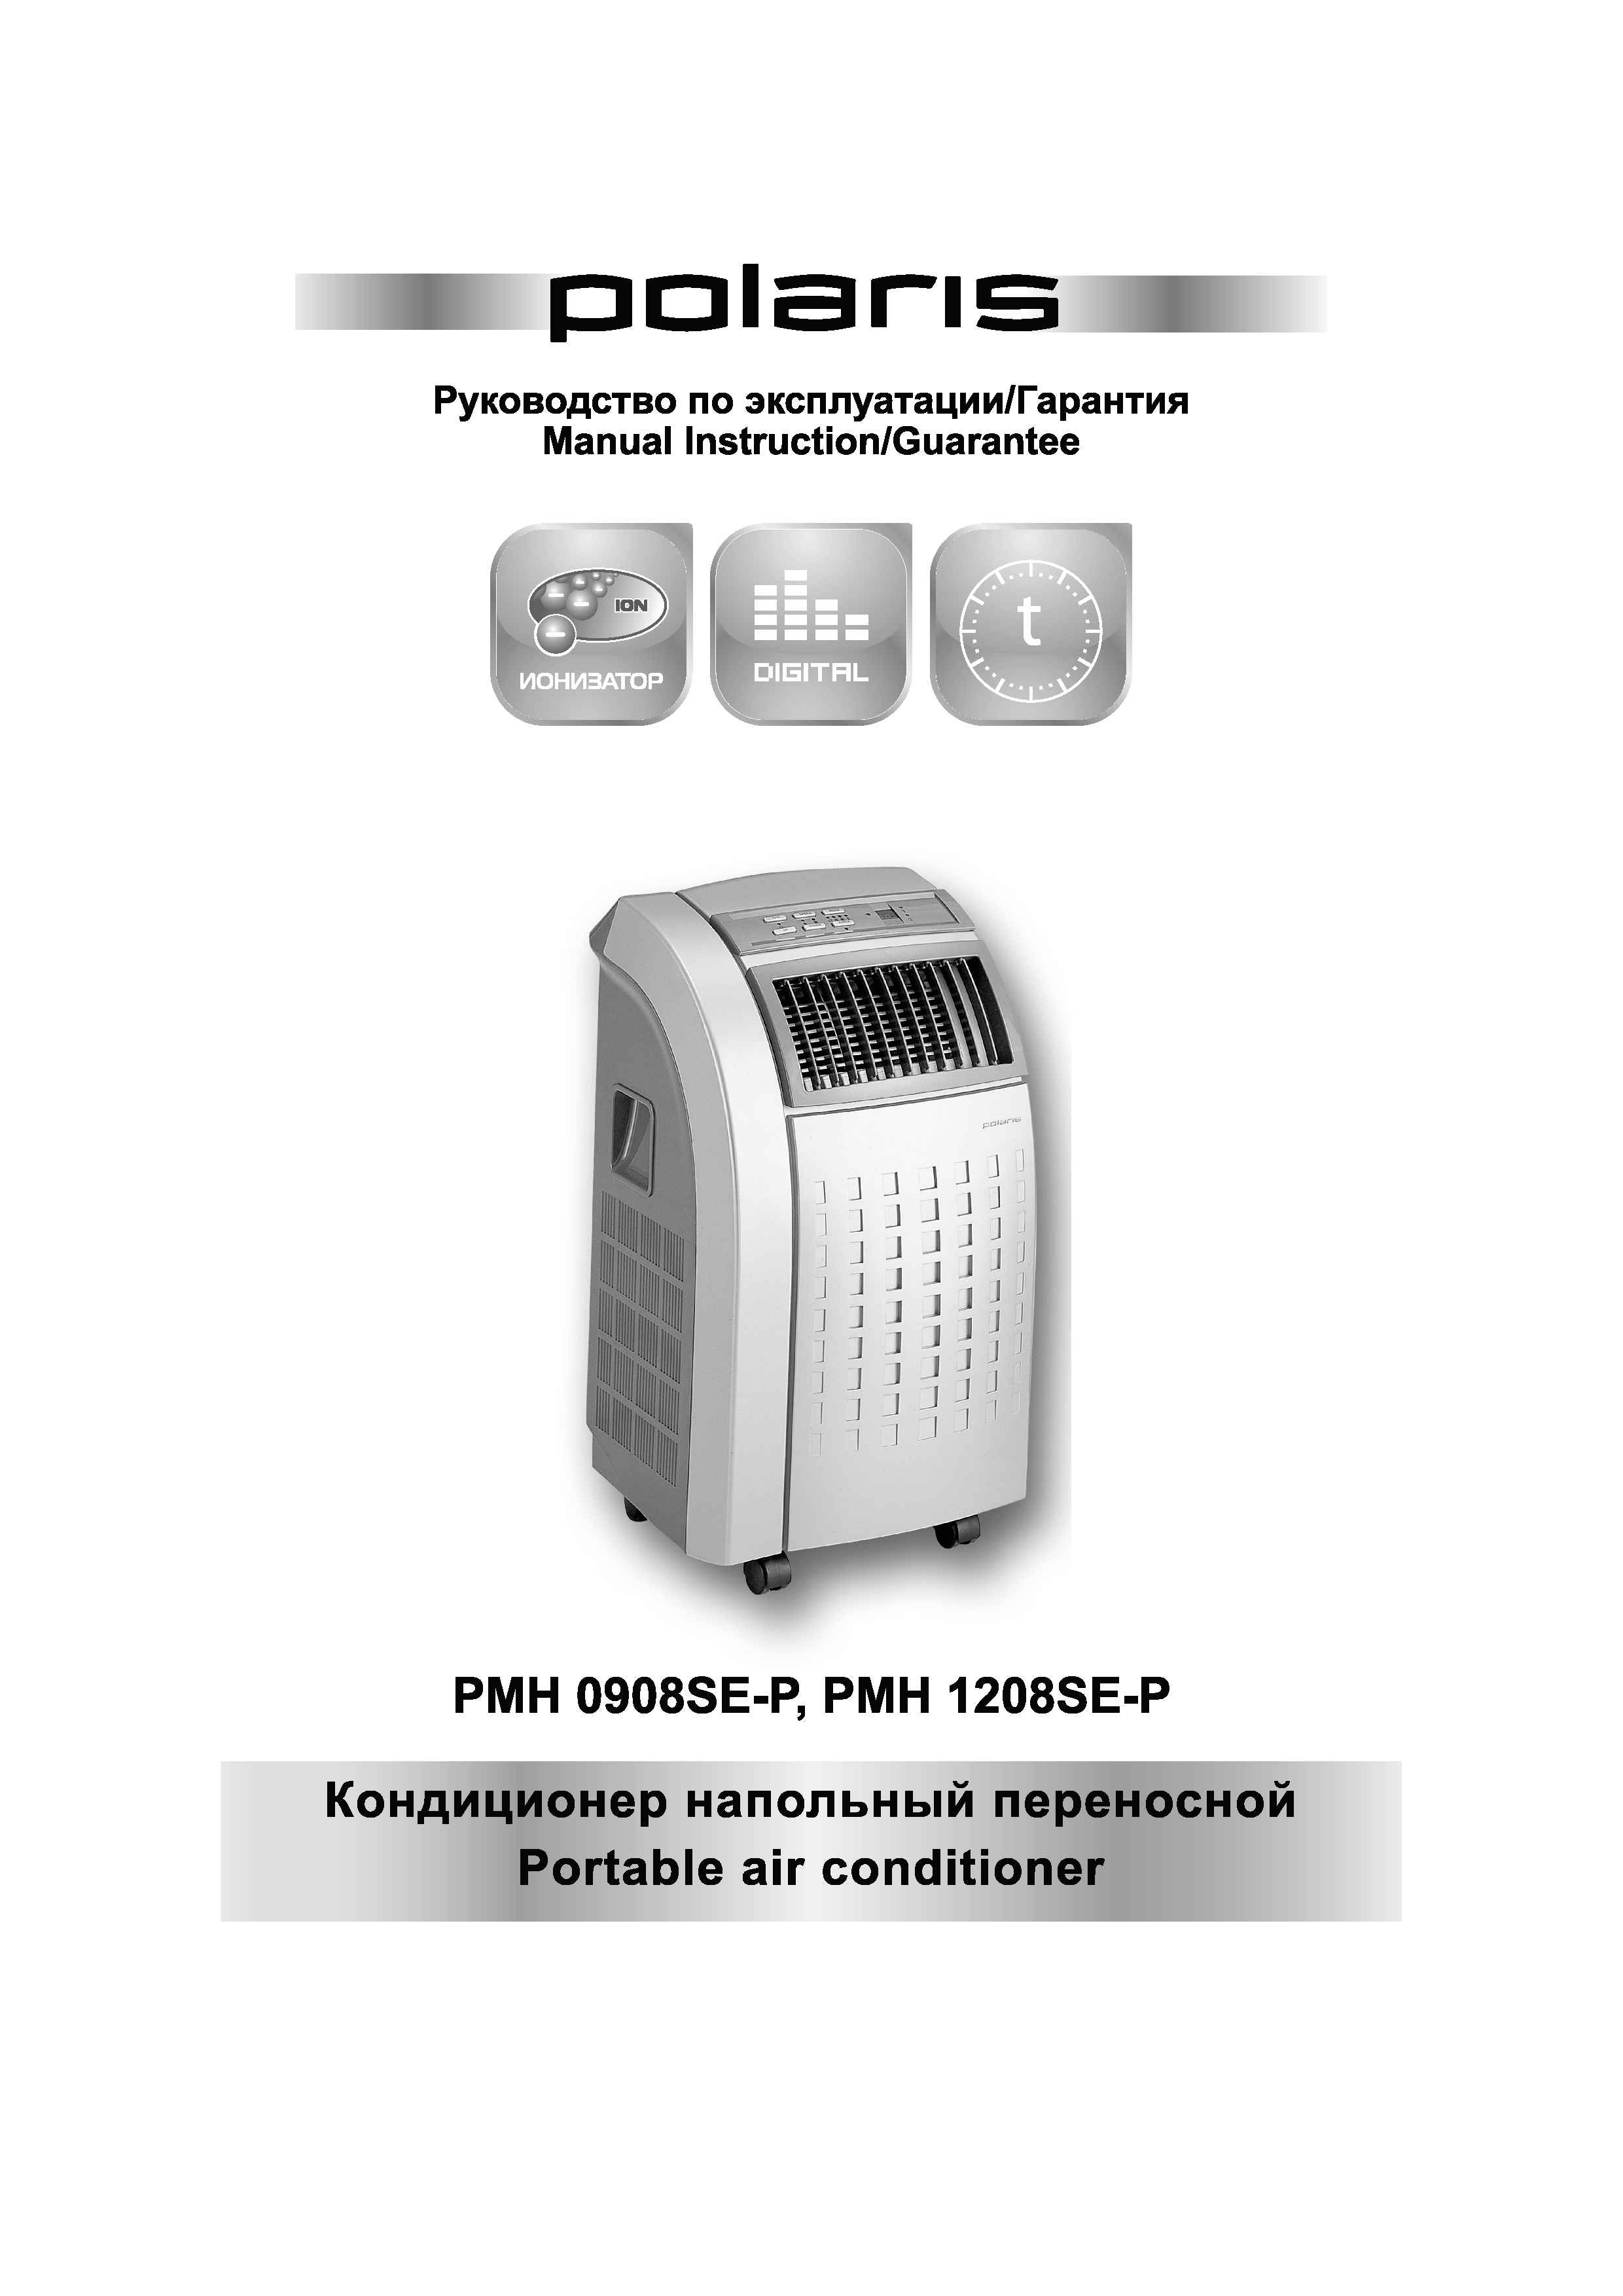 polaris
Руководство по эксплуатации/Гарантия
Manual Instruction/Guarantee
ION
ИОНИЗАТОР
DIGITAL
t
polaris
PMH 0908SE-P, PMH 1208SE-P
Кондиционер напольный переносной
Portable air conditioner